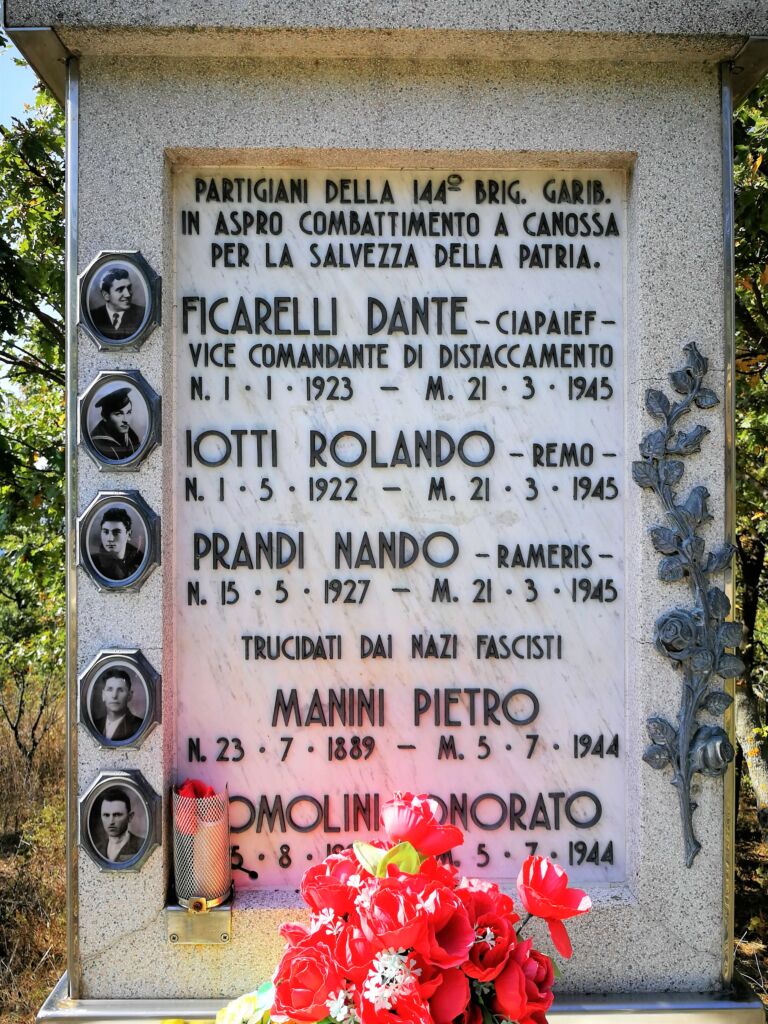 PARTIGIANI DELLA 144º BRIG. GARIB.
IN ASPRO COMBATTIMENTO A CANOSSA
PER LA SALVEZZA DELLA PATRIA.
FICARELLI DANTE - CIAPAIEF -
VICE COMANDANTE DI DISTACCAMENTO
N. 1 · 1 · 1923 - M. 21 · 3 · 1945
IOTTI ROLANDO - REMO -
N. 1 · 5 · 1922 - M. 21 · 3 · 1945
PRANDI NANDO - RAMERIS -
N. 15 · 5 · 1927 - M. 21 · 3 · 1945
TRUCIDATI DAI NAZI FASCISTI
MANINI PIETRO
N. 23 · 7 · 1889 - M. 5 · 7 · 1944
OMOLINI ONORATO
5 · 8 · M. 5 · 7 · 1944